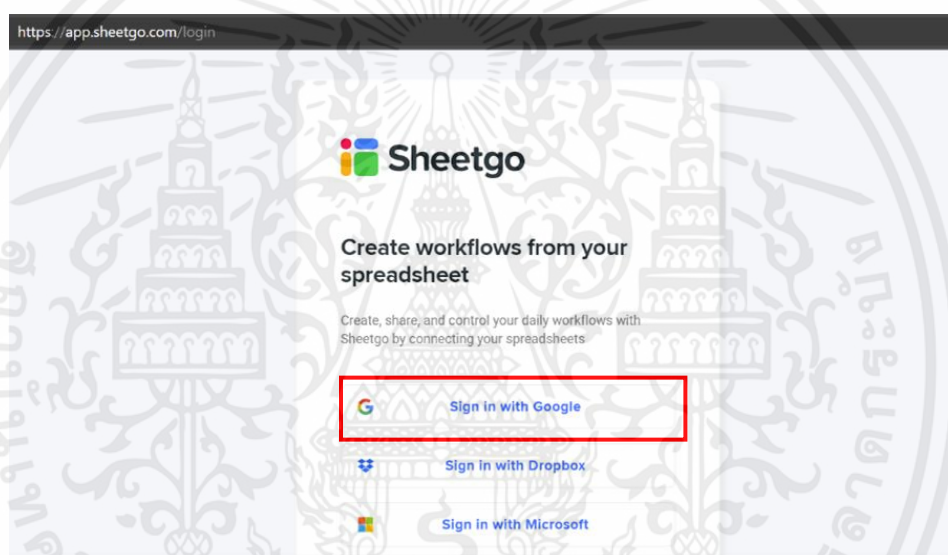 https://app.sheetgo.com/login
Sheetgo
Create workflows from your
spreadsheet
Create, share, and control your daily workflows with
Sheetgo by connecting your spreadsheets
Sign in with Google
Sign in with Dropbox
Sign in with Microsoft